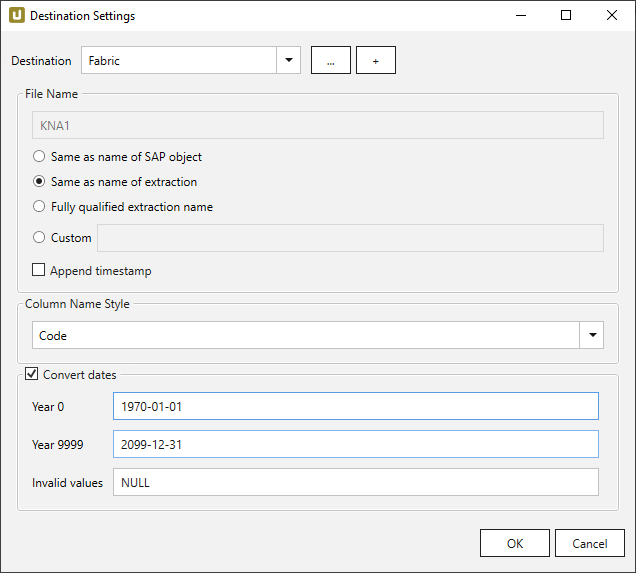 Destination Settings
Destination Fabric ... +
File Name
KNA1
Same as name of SAP object
Same as name of extraction
Fully qualified extraction name
Custom
Append timestamp
Column Name Style
Code
Convert dates
Year 0 1970-01-01
Year 9999 2099-12-31
Invalid values NULL
OK Cancel